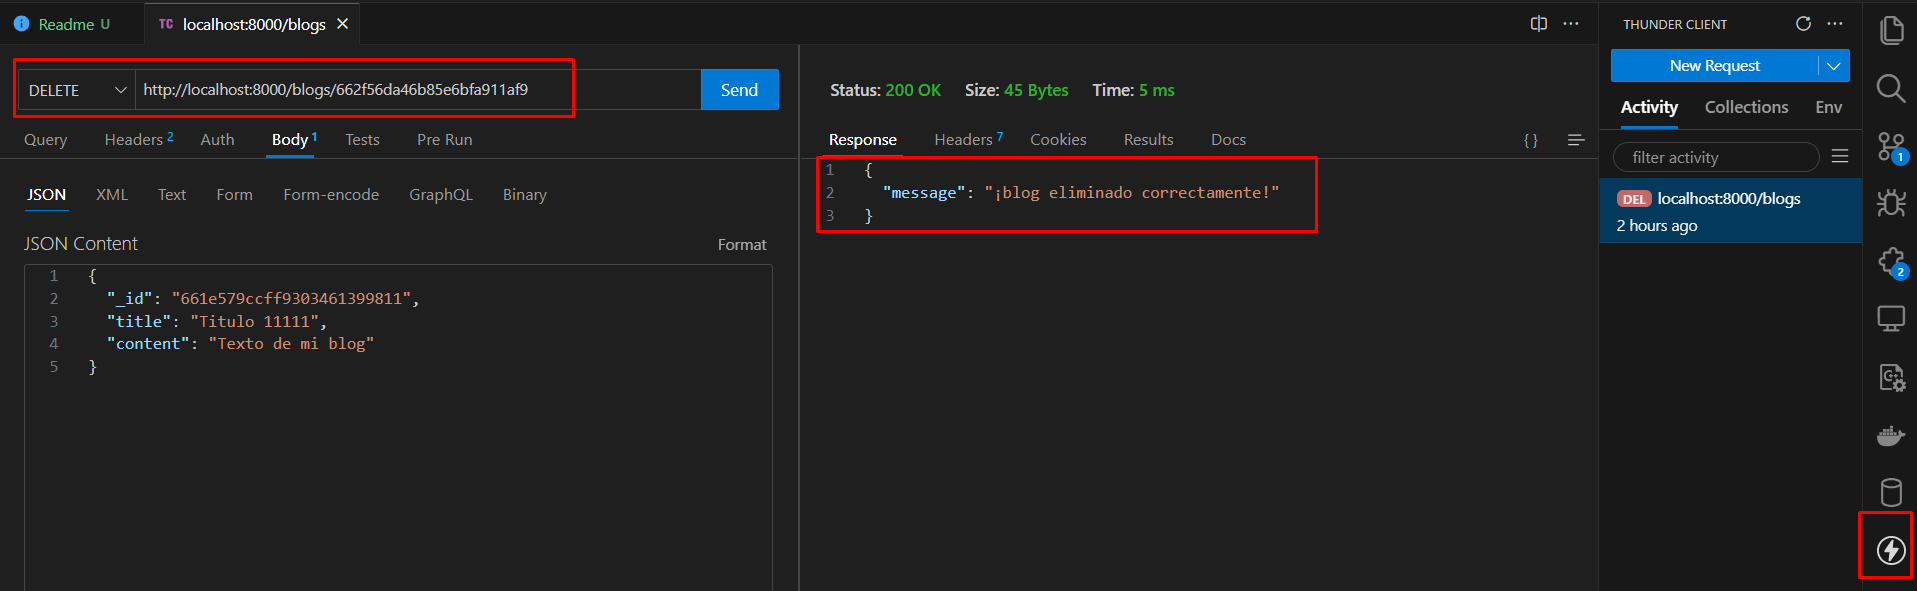 Readme U
TC localhost:8000/blogs
THUNDER CLIENT
DELETE http://localhost:8000/blogs/662f56da46b85e6bfa911af9 Send
Status: 200 OK Size: 45 Bytes Time: 5 ms
New Request
Query Headers 2 Auth Body 1 Tests Pre Run
Response Headers 7 Cookies Results Docs { }
Activity Collections Env
filter activity
DEL localhost:8000/blogs
2 hours ago
JSON XML Text Form Form-encode GraphQL Binary
JSON Content Format
1 {
2 "_id": "661e579ccff9303461399811",
3 "title": "Titulo 11111",
4 "content": "Texto de mi blog"
5 }
1 {
2 "message": "¡blog eliminado correctamente!"
3 }
1
2